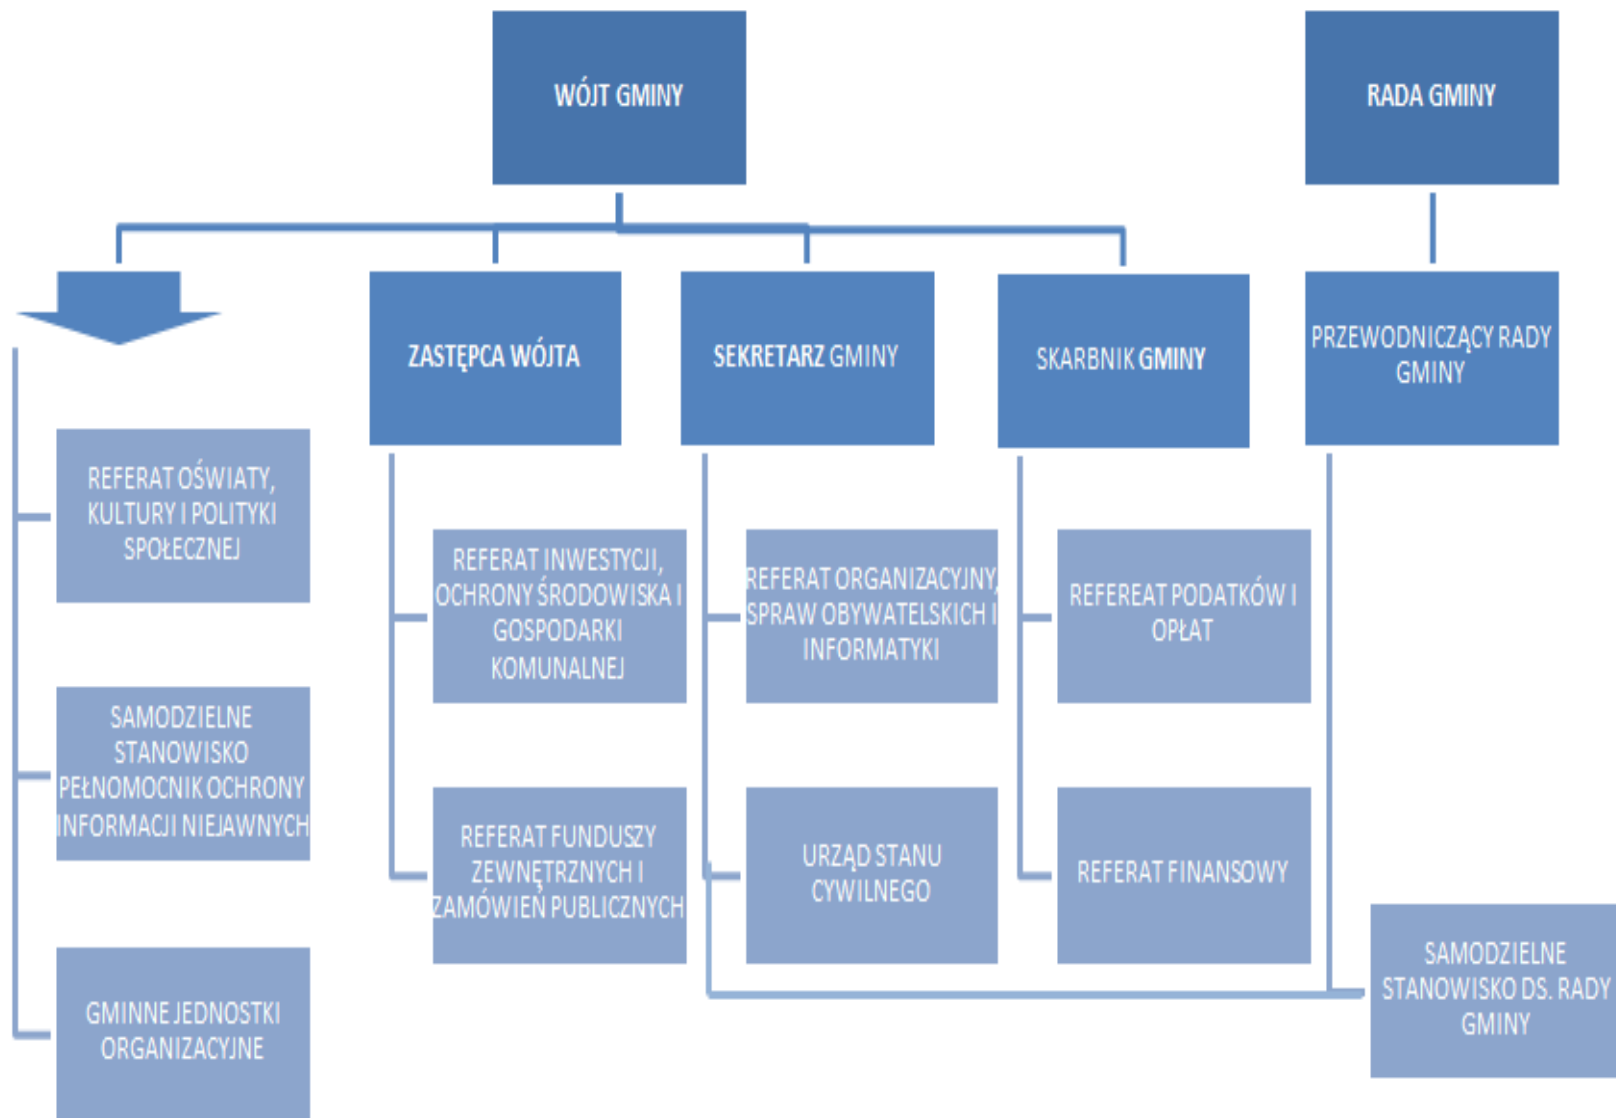 WÓJT GMINY
RADA GMINY
ZASTĘPCA WÓJTA
SEKRETARZ GMINY
SKARBNIK GMINY
PRZEWODNICZĄCY RADY
GMINY
REFERAT OŚWIATY,
KULTURY I POLITYKI
SPOŁECZNEJ
SAMODZIELNE
STANOWISKO
PEŁNOMOCNIK OCHRONY
INFORMACJI NIEJAWNYCH
GMINNE JEDNOSTKI
ORGANIZACYJNE
REFERAT INWESTYCJI,
OCHRONY ŚRODOWISKA I
GOSPODARKI
KOMUNALNEJ
REFERAT FUNDUSZY
ZEWNĘTRZNYCH I
ZAMÓWIEŃ PUBLICZNYCH
REFERAT ORGANIZACYJNY,
SPRAW OBYWATELSKICH I
INFORMATYKI
URZĄD STANU
CYWILNEGO
REFEREAT PODATKÓW I
OPŁAT
REFERAT FINANSOWY
SAMODZIELNE
STANOWISKO DS. RADY
GMINY